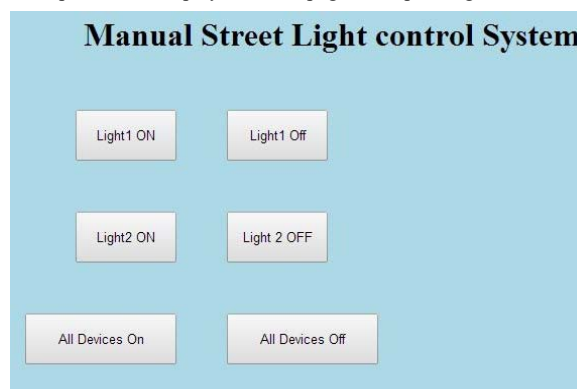 Manual Street Light control System
Light1 ON Light1 Off
Light2 ON Light 2 OFF
All Devices On All Devices Off